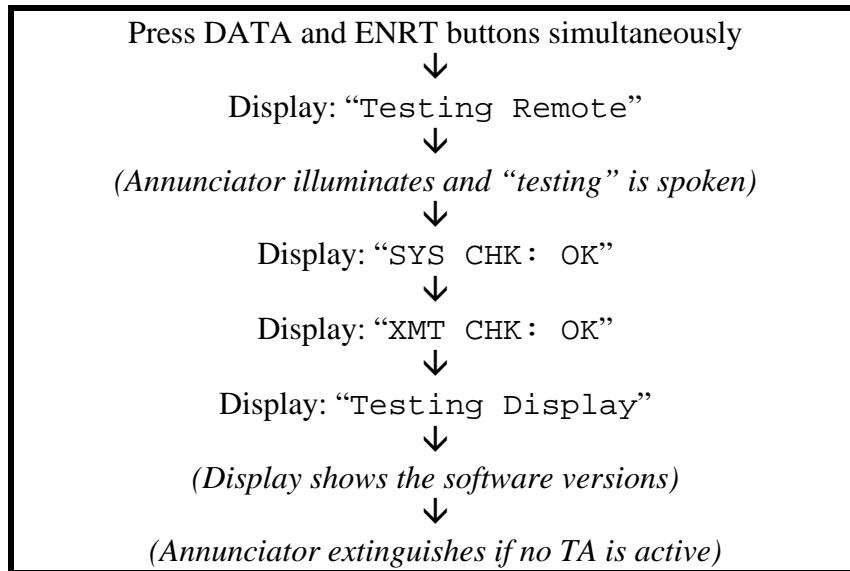 Press DATA and ENRT buttons simultaneously
↓
Display: “Testing Remote”
↓
(Annunciator illuminates and “testing” is spoken)
↓
Display: “SYS CHK: OK”
↓
Display: “XMT CHK: OK”
↓
Display: “Testing Display”
↓
(Display shows the software versions)
↓
(Annunciator extinguishes if no TA is active)